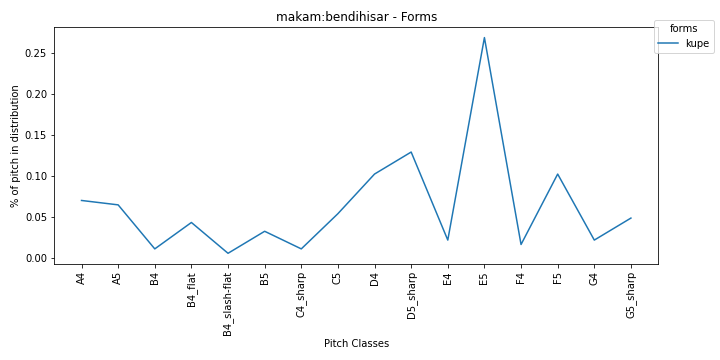 makam:bendihisar - Forms
forms
kupe
% of pitch in distribution
0.25
0.20
0.15
0.10
0.05
0.00
A4
A5
B4
B4_flat
B4_slash-flat
B5
C4_sharp
C5
D4
D5_sharp
E4
E5
F4
F5
G4
G5_sharp
Pitch Classes